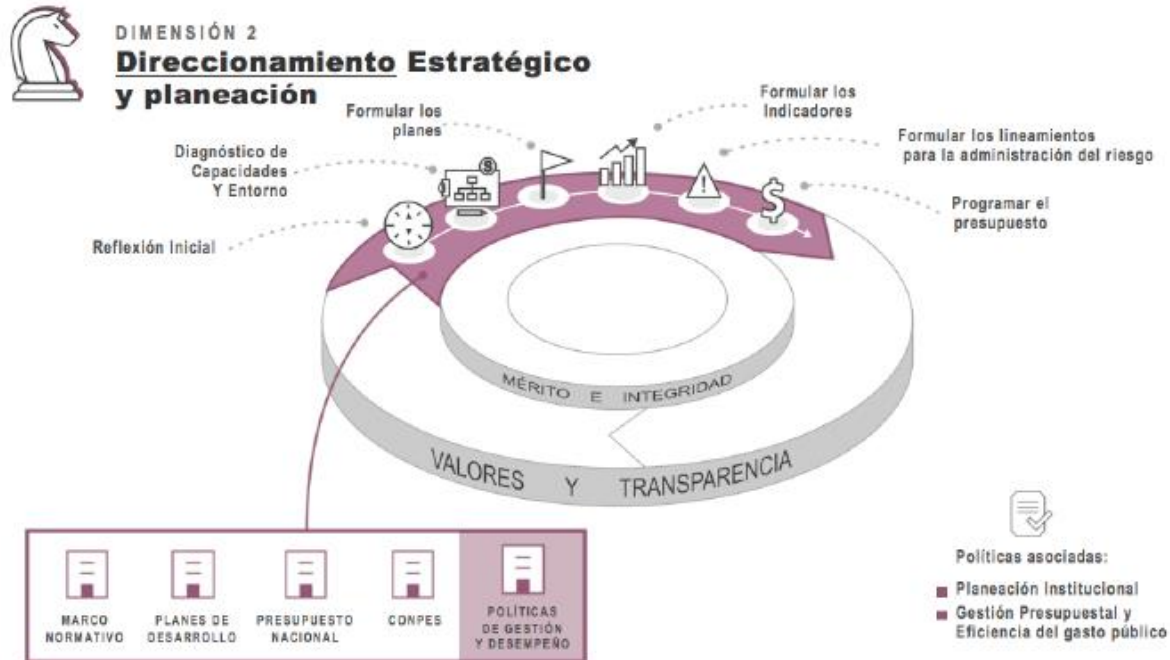 DIMENSIÓN 2
Direccionamiento Estratégico
y planeación
Reflexión Inicial
Diagnóstico de
Capacidades
Y Entorno
Formular los
planes
Formular los
Indicadores
Formular los lineamientos
para la administración del riesgo
Programar el
presupuesto
S
!
$
MÉRITO E INTEGRIDAD
VALORES Y TRANSPARENCIA
MARCO
NORMATIVO
PLANES DE
DESARROLLO
PRESUPUESTO
NACIONAL
CONPES
POLÍTICAS
DE GESTIÓN
Y DESEMPEÑO
Políticas asociadas:
Planeación Institucional
Gestión Presupuestal y
Eficiencia del gasto público